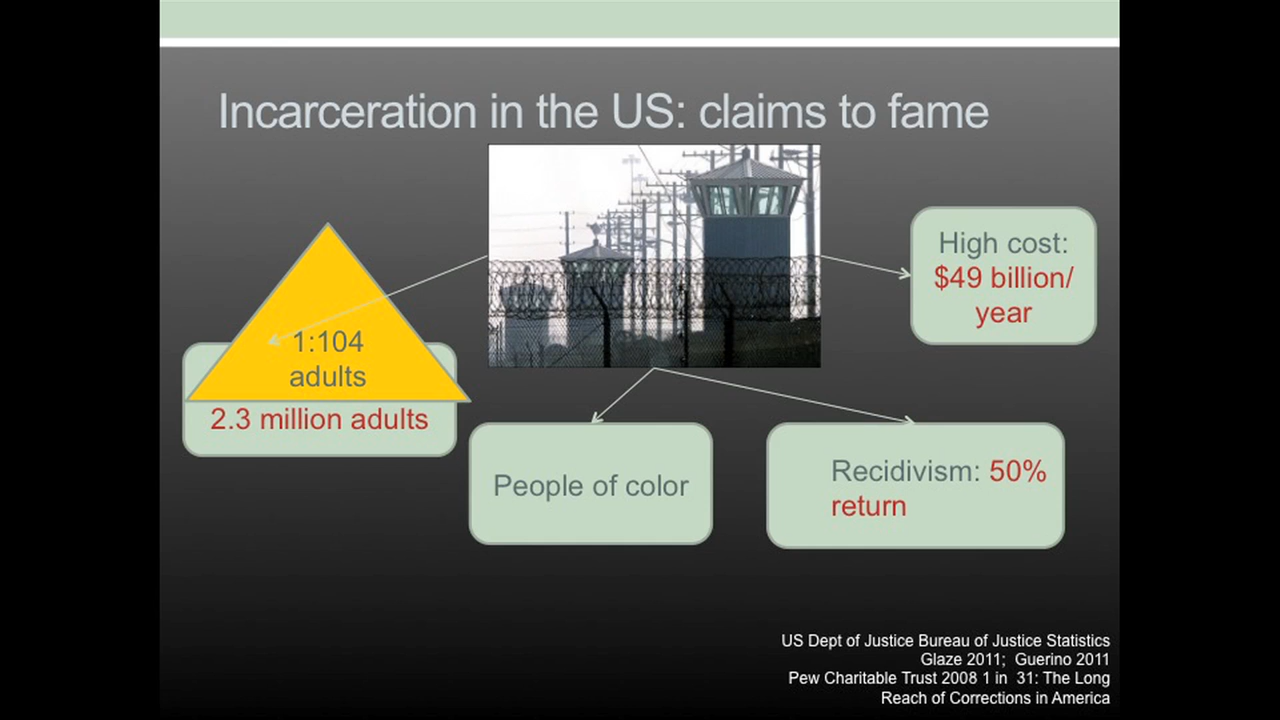 Incarceration in the US: claims to fame
High cost:
$49 billion/
year
1:104
adults
2.3 million adults
People of color
Recidivism: 50%
return
US Dept of Justice Bureau of Justice Statistics
Glaze 2011;  Guerino 2011
Pew Charitable Trust 2008 1 in  31: The Long
Reach of Corrections in America